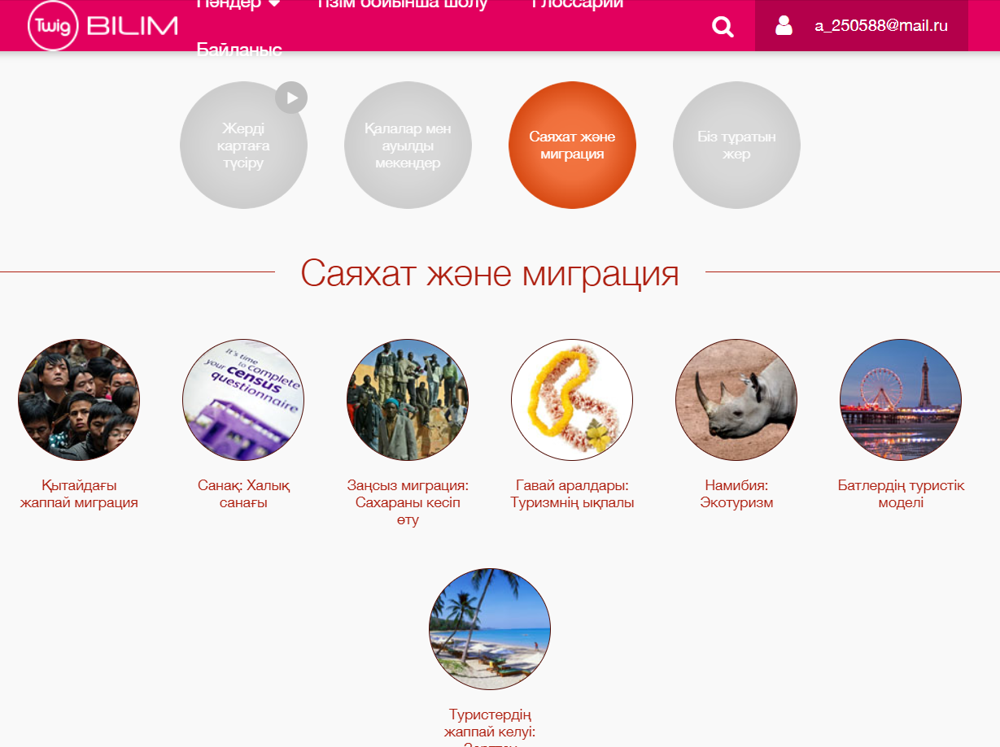 Twig BILIM
Пәндер
Тізім бойынша шолу
Глоссарий
Байланыс
a_250588@mail.ru
Жерді
картаға
түсіру
Қалалар мен
ауылды
мекендер
Саяхат және
миграция
Біз тұратын
жер
Саяхат және миграция
It's time
to complete
your census
questionnaire
Қытайдағы
жаппай миграция
Санақ: Халық
санағы
Заңсыз миграция:
Сахараны кесіп
өту
Гавай аралдары:
Туризмнің ықпалы
Намибия:
Экотуризм
Батлердің туристік
моделі
Туристердің
жаппай келуі: